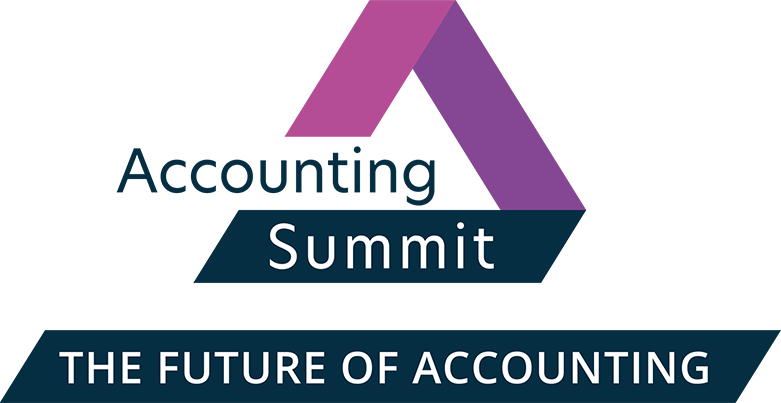 Accounting
Summit
THE FUTURE OF ACCOUNTING